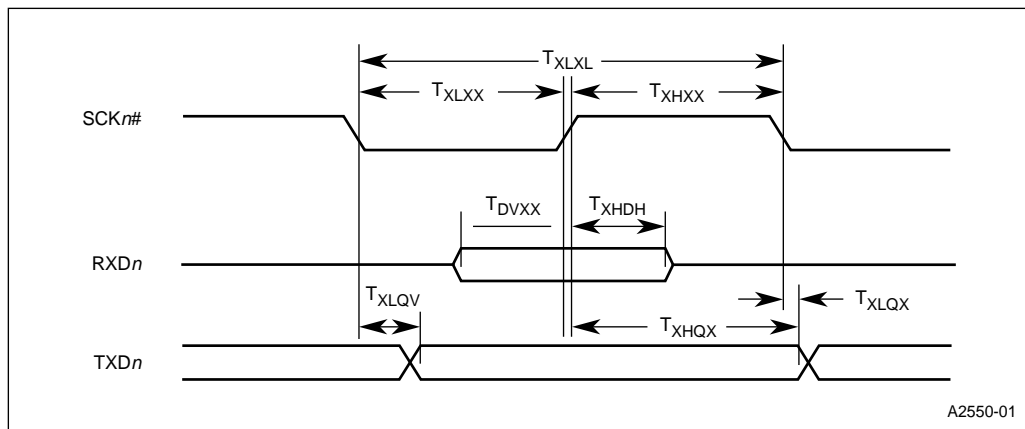 TXLXL
TXLXX
TXHXX
SCKn#
TDVXX
TXHDH
RXDn
TXLQV
TXLQX
TXHQX
TXDn
A2550-01